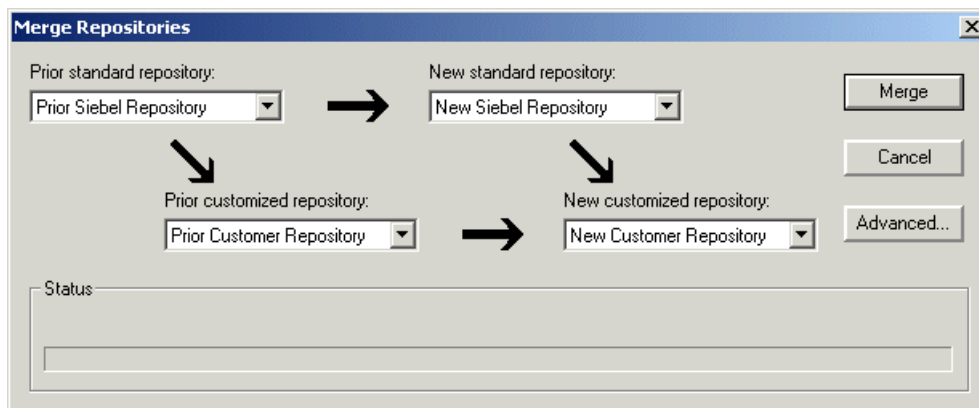 Merge Repositories
Prior standard repository:
New standard repository:
Prior Siebel Repository
New Siebel Repository
Merge
Cancel
Prior customized repository:
New customized repository:
Prior Customer Repository
New Customer Repository
Advanced...
Status